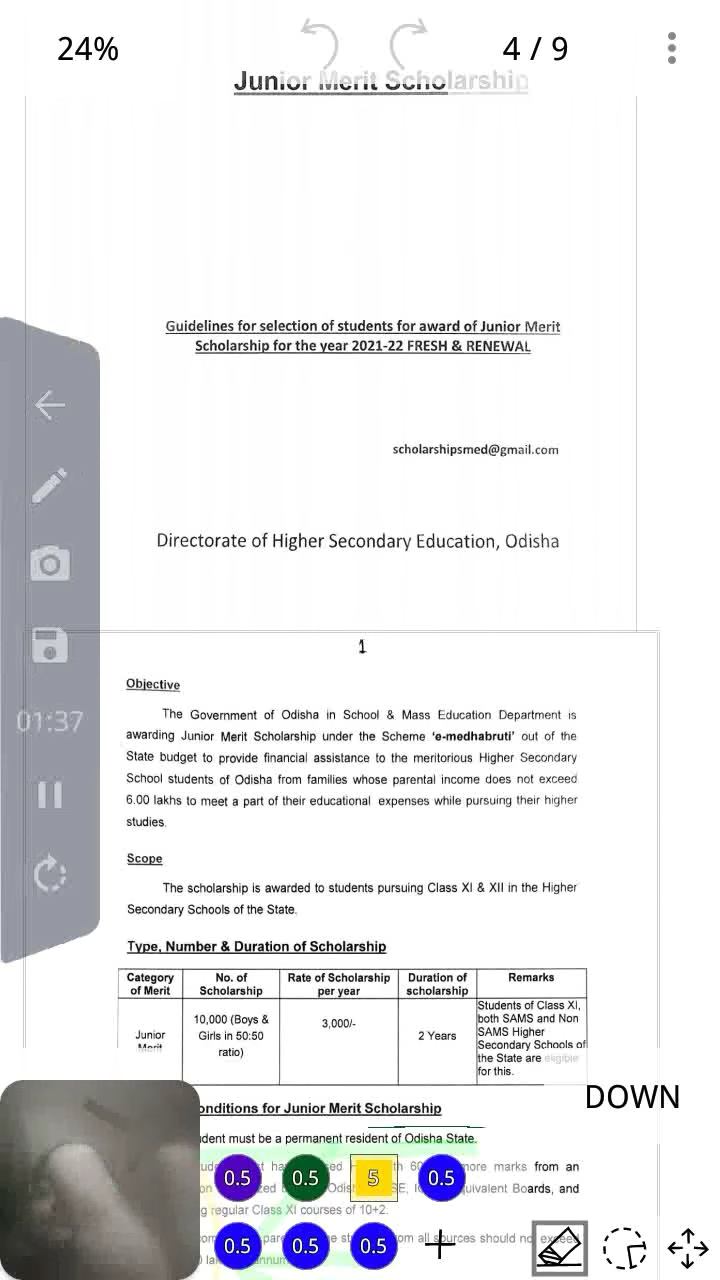 24%
4 / 9
Junior Merit Scholarship
Guidelines for selection of students for award of Junior Merit
Scholarship for the year 2021-22 FRESH & RENEWAL
scholarshipsmed@gmail.com
Directorate of Higher Secondary Education, Odisha
1
Objective
The Government of Odisha in School & Mass Education Department is
awarding Junior Merit Scholarship under the Scheme 'e-medhabruti' out of the
State budget to provide financial assistance to the meritorious Higher Secondary
School students of Odisha from families whose parental income does not exceed
6.00 lakhs to meet a part of their educational expenses while pursuing their higher
studies.
01:37
Scope
The scholarship is awarded to students pursuing Class XI & XII in the Higher
Secondary Schools of the State.
Type, Number & Duration of Scholarship
Category of Merit
No. of Scholarship
Rate of Scholarship per year
Duration of scholarship
Remarks
Junior Merit
10,000 (Boys & Girls in 50:50 ratio)
3,000/-
2 Years
Students of Class XI,
both SAMS and Non
SAMS Higher
Secondary Schools of
the State are eligible
for this.
DOWN
onditions for Junior Merit Scholarship
dent must be a permanent resident of Odisha State.
more marks from an
Boards, and
regular Class XI courses of 10+2.
all sources should not exceed
0.5
0.5
5
0.5
0.5
0.5
0.5